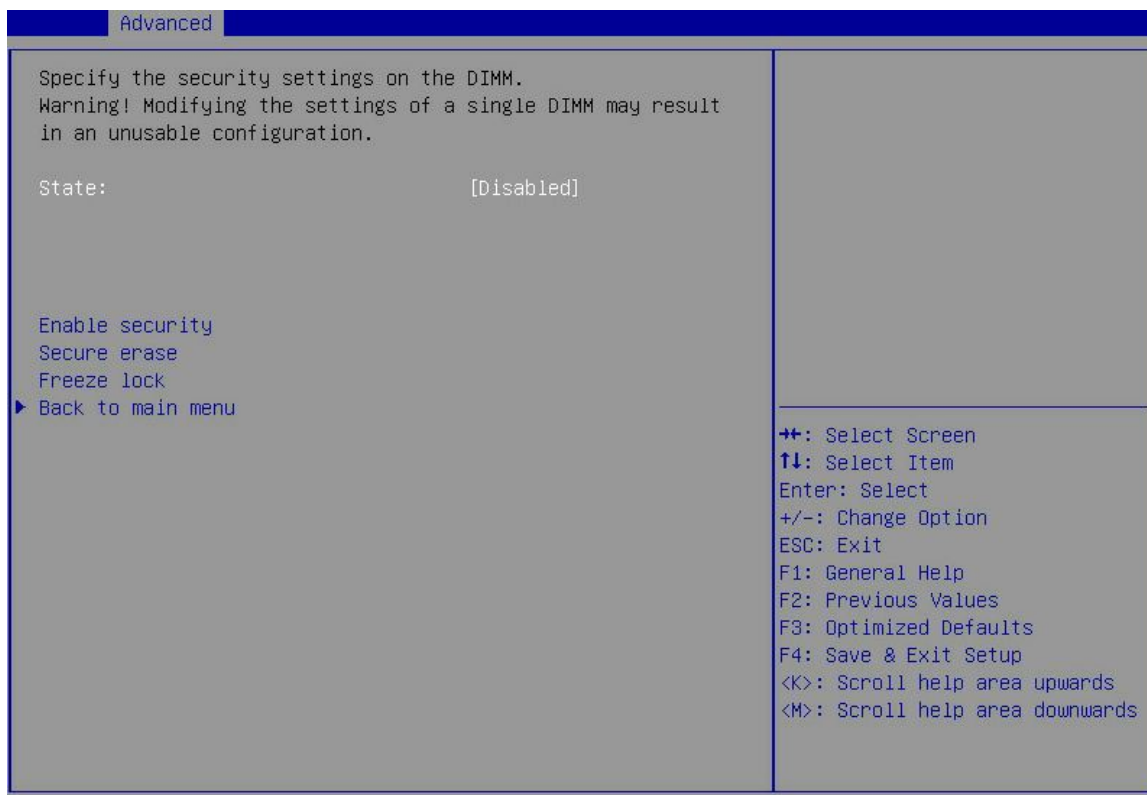 Advanced
Specify the security settings on the DIMM.
Warning! Modifying the settings of a single DIMM may result
in an unusable configuration.
State: [Disabled]
Enable security
Secure erase
Freeze lock
Back to main menu
→←: Select Screen
↑↓: Select Item
Enter: Select
+/-: Change Option
ESC: Exit
F1: General Help
F2: Previous Values
F3: Optimized Defaults
F4: Save & Exit Setup
<K>: Scroll help area upwards
<M>: Scroll help area downwards